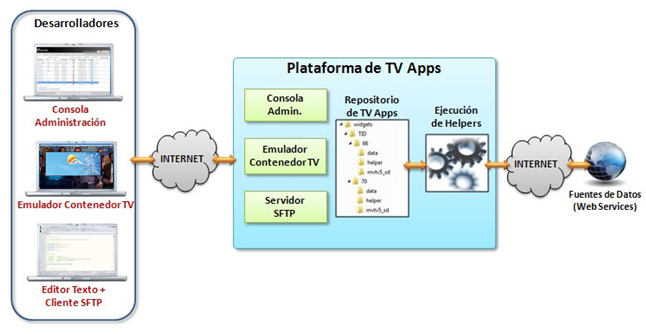 Desarrolladores
Consola
Administración
Emulador Contenedor TV
Editor Texto +
Cliente SFTP
INTERNET
Plataforma de TV Apps
Consola
Admin.
Emulador
Contenedor TV
Servidor
SFTP
Repositorio
de TV Apps
widgets
TID
66
data
helper
mvtv5_sd
70
data
helper
mvtv5_sd
Ejecución
de Helpers
INTERNET
Fuentes de Datos
(Web Services)